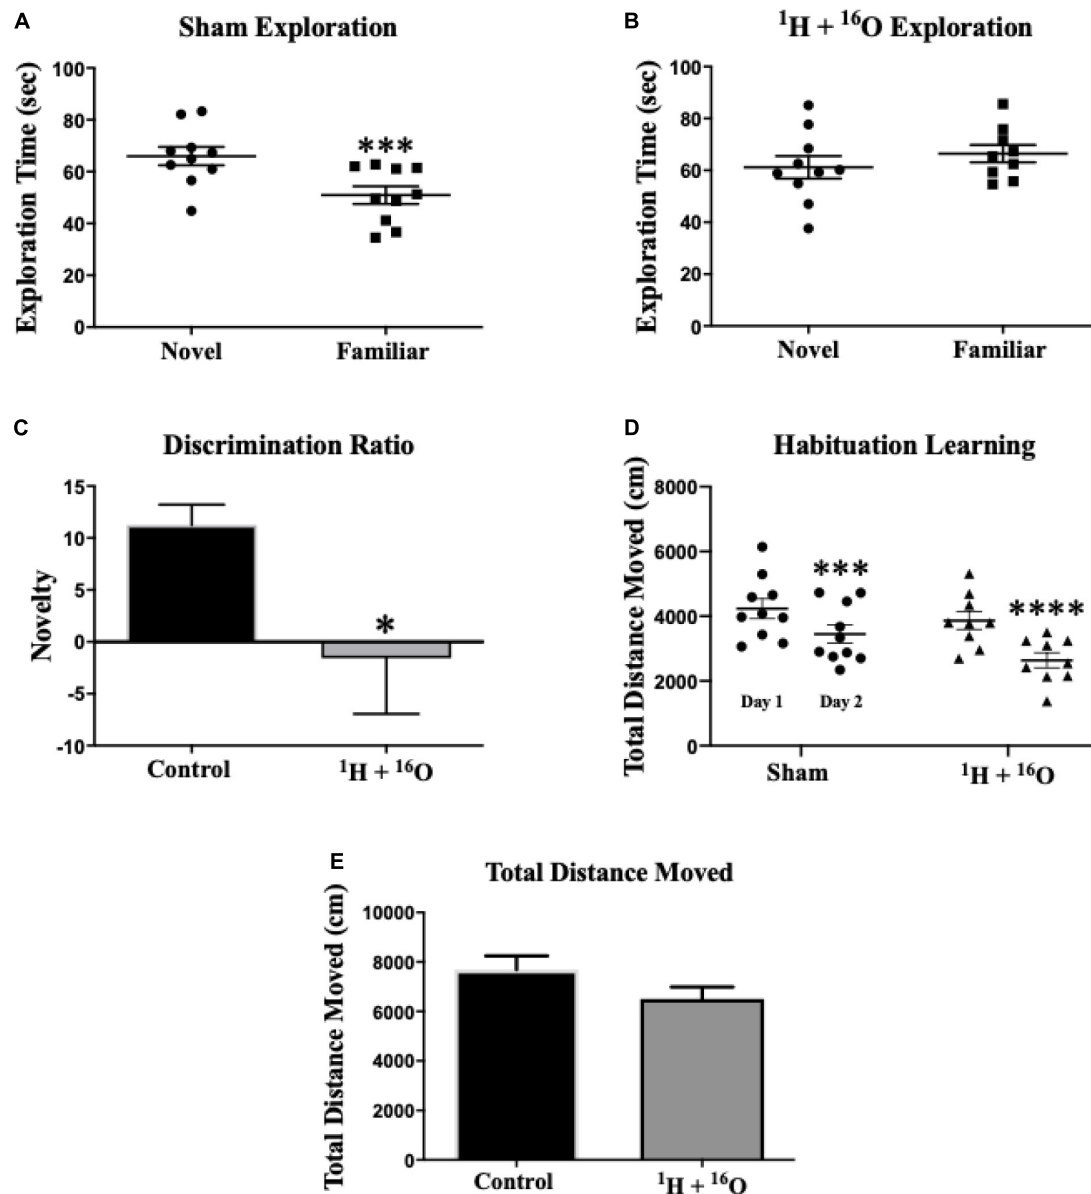 A
Sham Exploration
Exploration Time (sec)
100
80
60
40
20
0
***
Novel
Familiar
B
¹H + ¹⁶O Exploration
Exploration Time (sec)
100
80
60
40
20
0
Novel
Familiar
C
Discrimination Ratio
Novelty
15
10
5
0
-5
-10
*
Control
¹H + ¹⁶O
D
Habituation Learning
Total Distance Moved (cm)
8000
6000
4000
2000
0
***
****
Day 1
Day 2
Sham
¹H + ¹⁶O
E
Total Distance Moved
Total Distance Moved (cm)
10000
8000
6000
4000
2000
0
Control
¹H + ¹⁶O